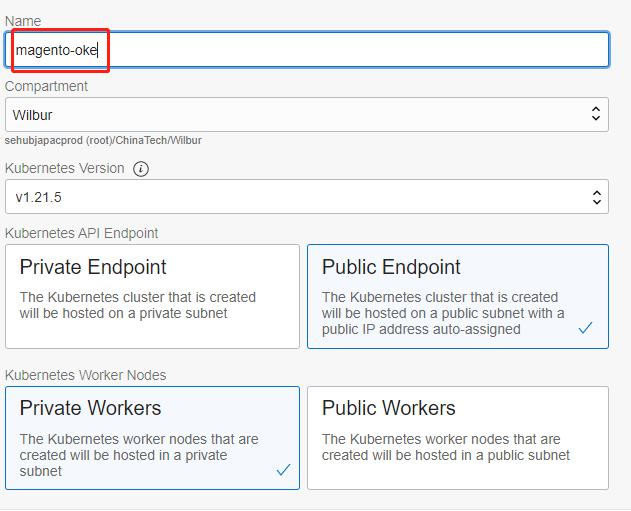 Name
magento-oke
Compartment
Wilbur
sehubjapacprod (root)/ChinaTech/Wilbur
Kubernetes Version
v1.21.5
Kubernetes API Endpoint
Private Endpoint
The Kubernetes cluster that is created
will be hosted on a private subnet
Public Endpoint
The Kubernetes cluster that is created
will be hosted on a public subnet with a
public IP address auto-assigned
Kubernetes Worker Nodes
Private Workers
The Kubernetes worker nodes that are
created will be hosted in a private
subnet
Public Workers
The Kubernetes worker nodes that are
created will be hosted in a public subnet